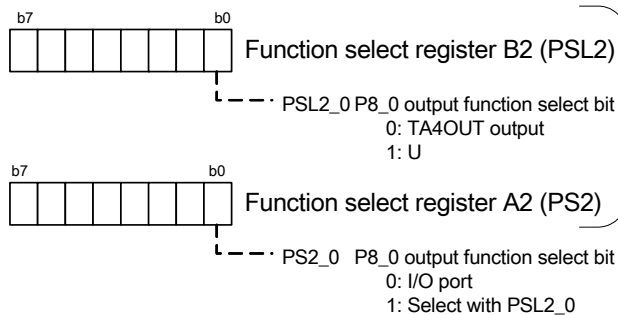 b7 b0
Function select register B2 (PSL2)
PSL2_0 P8_0 output function select bit
0: TA4OUT output
1: U
b7 b0
Function select register A2 (PS2)
PS2_0 P8_0 output function select bit
0: I/O port
1: Select with PSL2_0